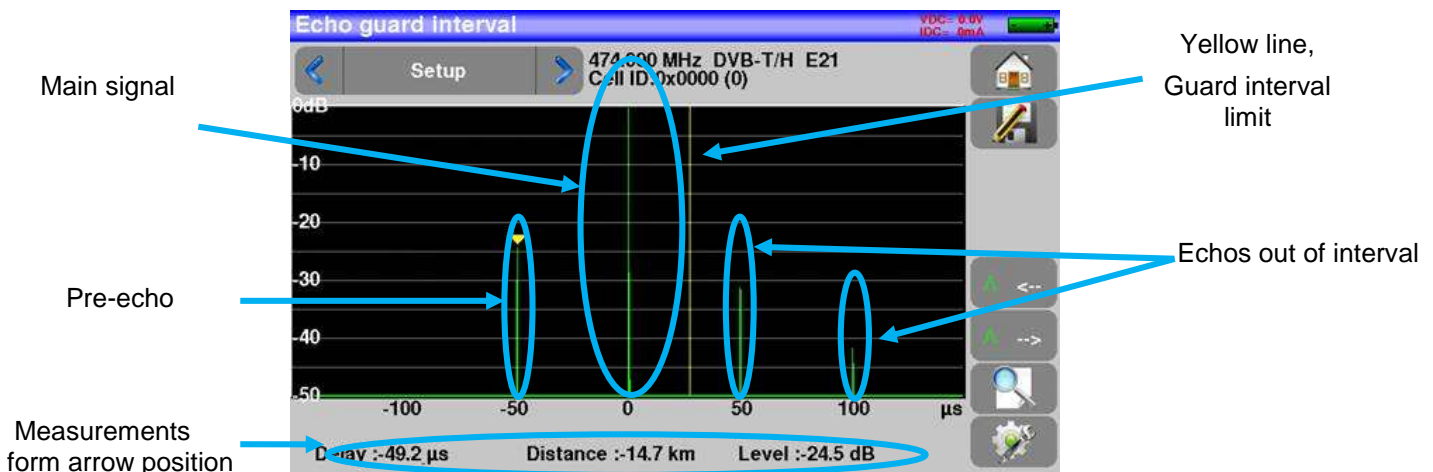 Echo guard interval
VDC= 0.0V
IDC= 0mA
Setup
474.000 MHz DVB-T/H E21
Cell ID:0x0000 (0)
0dB
-10
-20
-30
-40
-50
-100
-50
0
50
100
µs
Delay :-49.2 µs
Distance :-14.7 km
Level :-24.5 dB
<--
-->
Main signal
Pre-echo
Measurements
form arrow position
Yellow line,
Guard interval
limit
Echos out of interval